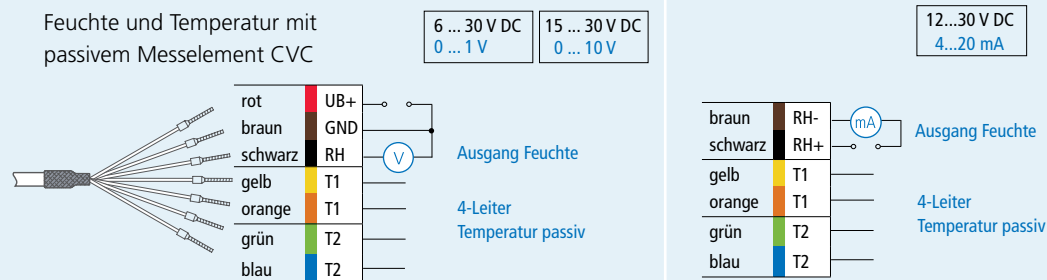 Feuchte und Temperatur mit
passivem Messelement CVC
6 ... 30 V DC
0 ... 1 V
15 ... 30 V DC
0 ... 10 V
rot UB+
braun GND
schwarz RH V Ausgang Feuchte
gelb T1
orange T1 4-Leiter
Temperatur passiv
grün T2
blau T2
12...30 V DC
4...20 mA
braun RH- mA
Ausgang Feuchte
schwarz RH+
gelb T1
orange T1 4-Leiter
Temperatur passiv
grün T2
blau T2